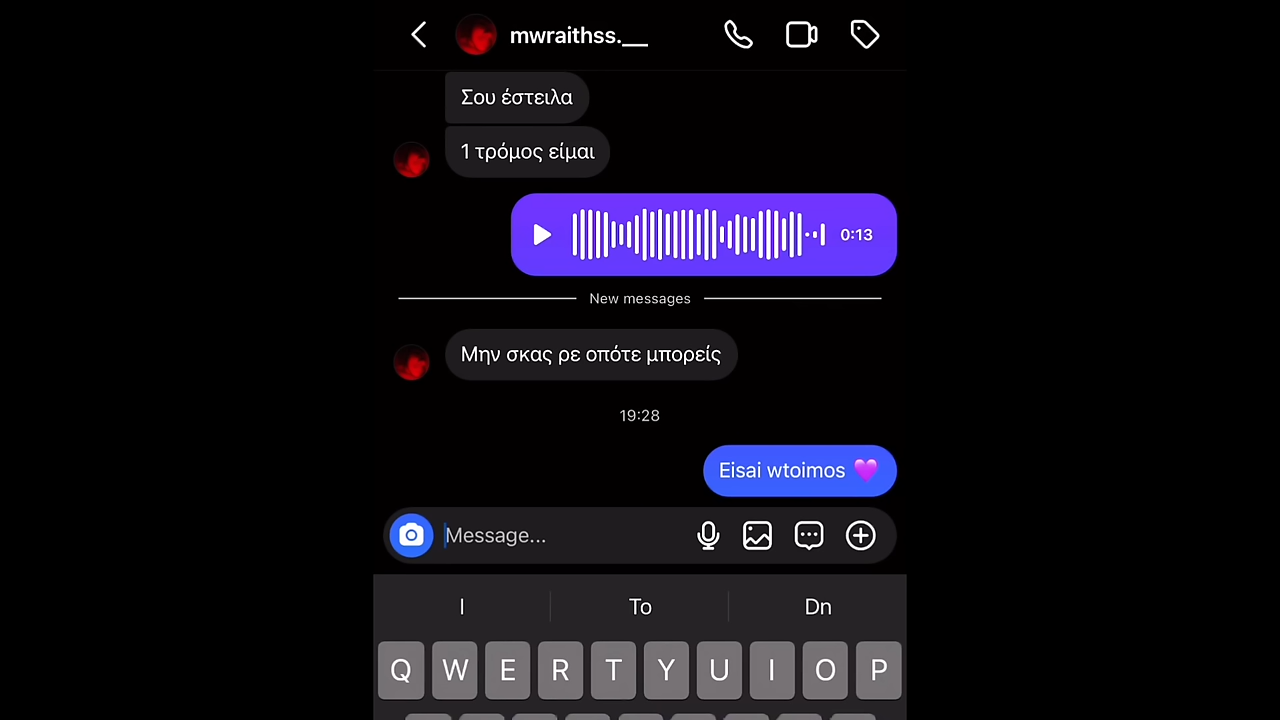 mwraithss.__
Σου έστειλα
1 τρόμος είμαι
0:13
New messages
Μην σκας ρε οπότε μπορείς
19:28
Eisai wtoimos 💜
Message...
I To Dn
Q W E R T Y U I O P